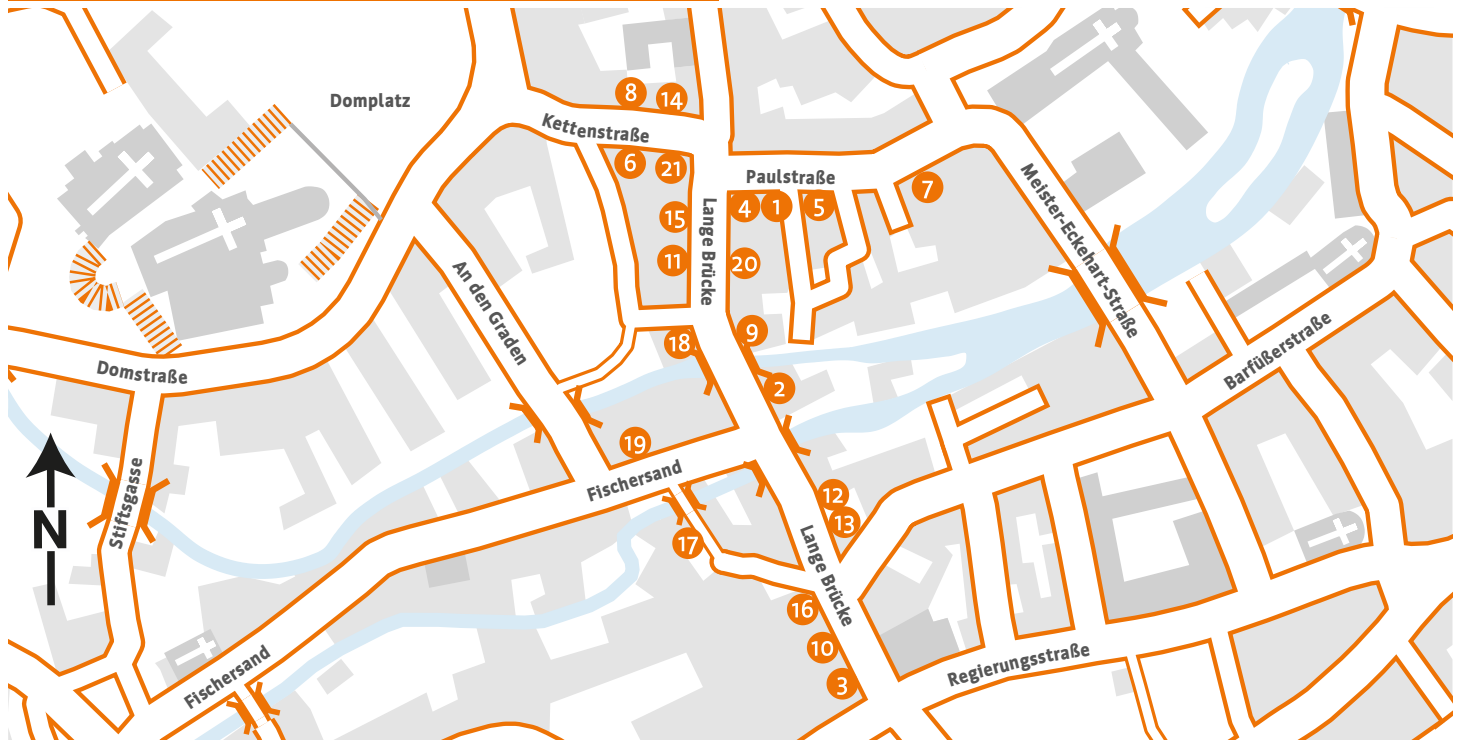 8
14
Domplatz
Kettenstraße
6
21
Paulstraße
7
4
1
5
15
Lange Brücke
Meister-Eckehart-Straße
11
20
An den Graden
18
9
Barfüßerstraße
Domstraße
2
19
Fischersand
Stiftsgasse
12
N
13
17
Lange Brücke
16
10
Regierungsstraße
Fischersand
3